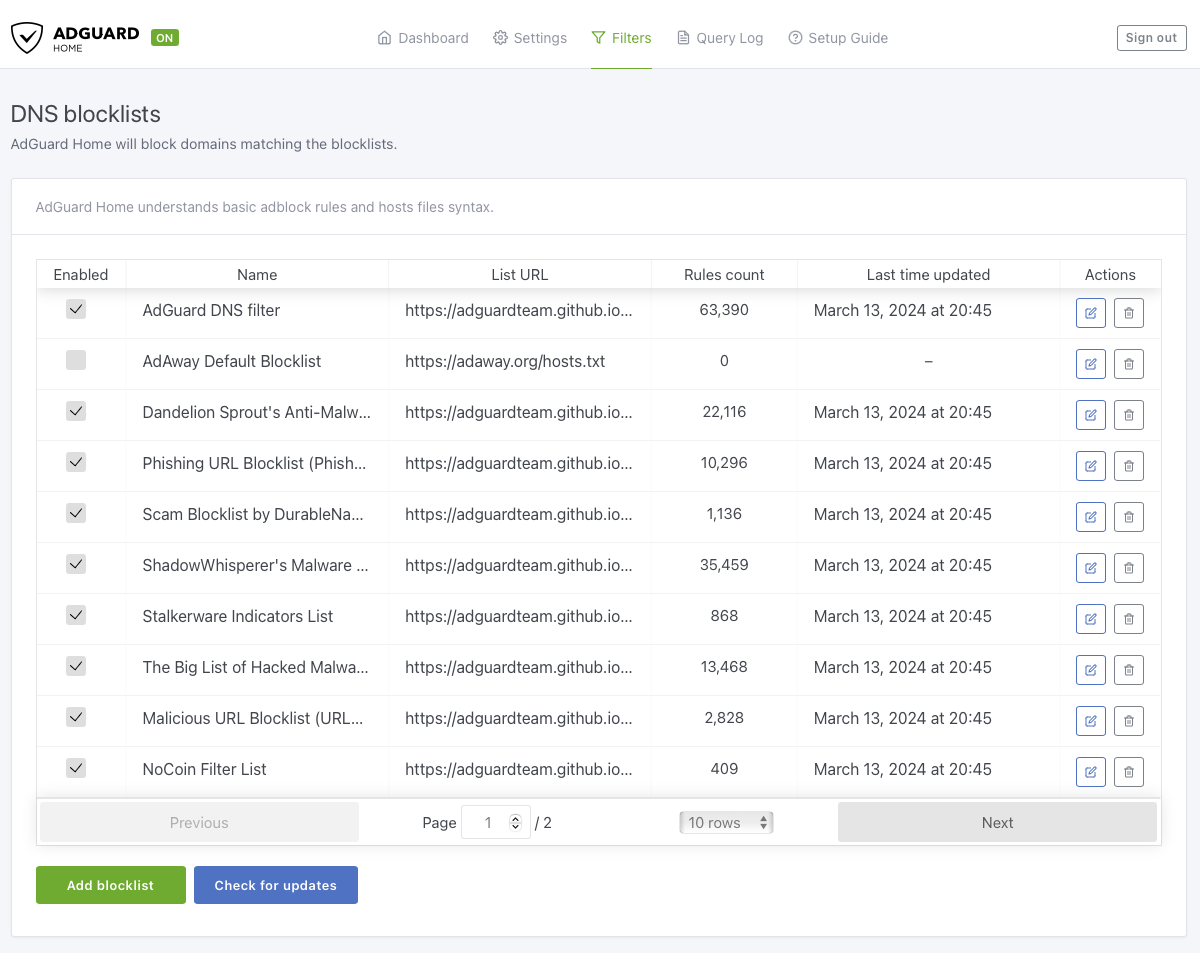 ADGUARD
HOME
ON
Dashboard
Settings
Filters
Query Log
Setup Guide
Sign out
DNS blocklists
AdGuard Home will block domains matching the blocklists.
AdGuard Home understands basic adblock rules and hosts files syntax.
Enabled Name List URL Rules count Last time updated Actions
AdGuard DNS filter https://adguardteam.github.io... 63,390 March 13, 2024 at 20:45
AdAway Default Blocklist https://adaway.org/hosts.txt 0 –
Dandelion Sprout's Anti-Malw... https://adguardteam.github.io... 22,116 March 13, 2024 at 20:45
Phishing URL Blocklist (Phish... https://adguardteam.github.io... 10,296 March 13, 2024 at 20:45
Scam Blocklist by DurableNa... https://adguardteam.github.io... 1,136 March 13, 2024 at 20:45
ShadowWhisperer's Malware ... https://adguardteam.github.io... 35,459 March 13, 2024 at 20:45
Stalkerware Indicators List https://adguardteam.github.io... 868 March 13, 2024 at 20:45
The Big List of Hacked Malwa... https://adguardteam.github.io... 13,468 March 13, 2024 at 20:45
Malicious URL Blocklist (URL... https://adguardteam.github.io... 2,828 March 13, 2024 at 20:45
NoCoin Filter List https://adguardteam.github.io... 409 March 13, 2024 at 20:45
Previous Page 1 / 2 10 rows Next
Add blocklist
Check for updates